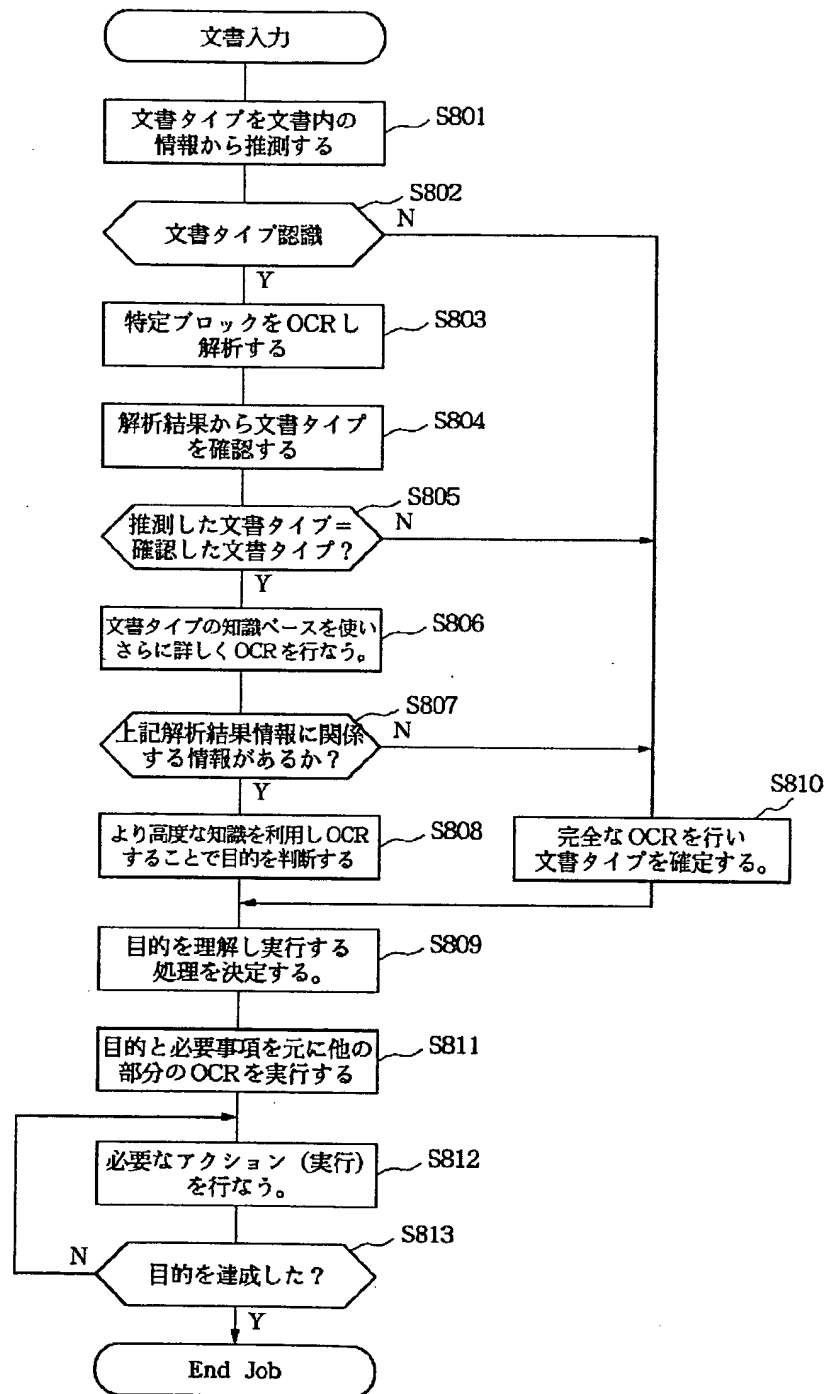 文書入力
文書タイプを文書内の
情報から推測する
S801
S802
文書タイプ認識
N
Y
特定ブロックをOCRし
解析する
S803
解析結果から文書タイプ
を確認する
S804
S805
推測した文書タイプ＝
確認した文書タイプ？
N
Y
文書タイプの知識ベースを使い
さらに詳しくOCRを行なう。
S806
S807
上記解析結果情報に関係
する情報があるか？
N
Y
S810
完全なOCRを行い
文書タイプを確定する。
より高度な知識を利用しOCR
することで目的を判断する
S808
目的を理解し実行する
処理を決定する。
S809
目的と必要事項を元に他の
部分のOCRを実行する
S811
必要なアクション（実行）
を行なう。
S812
S813
目的を達成した？
N
Y
End Job